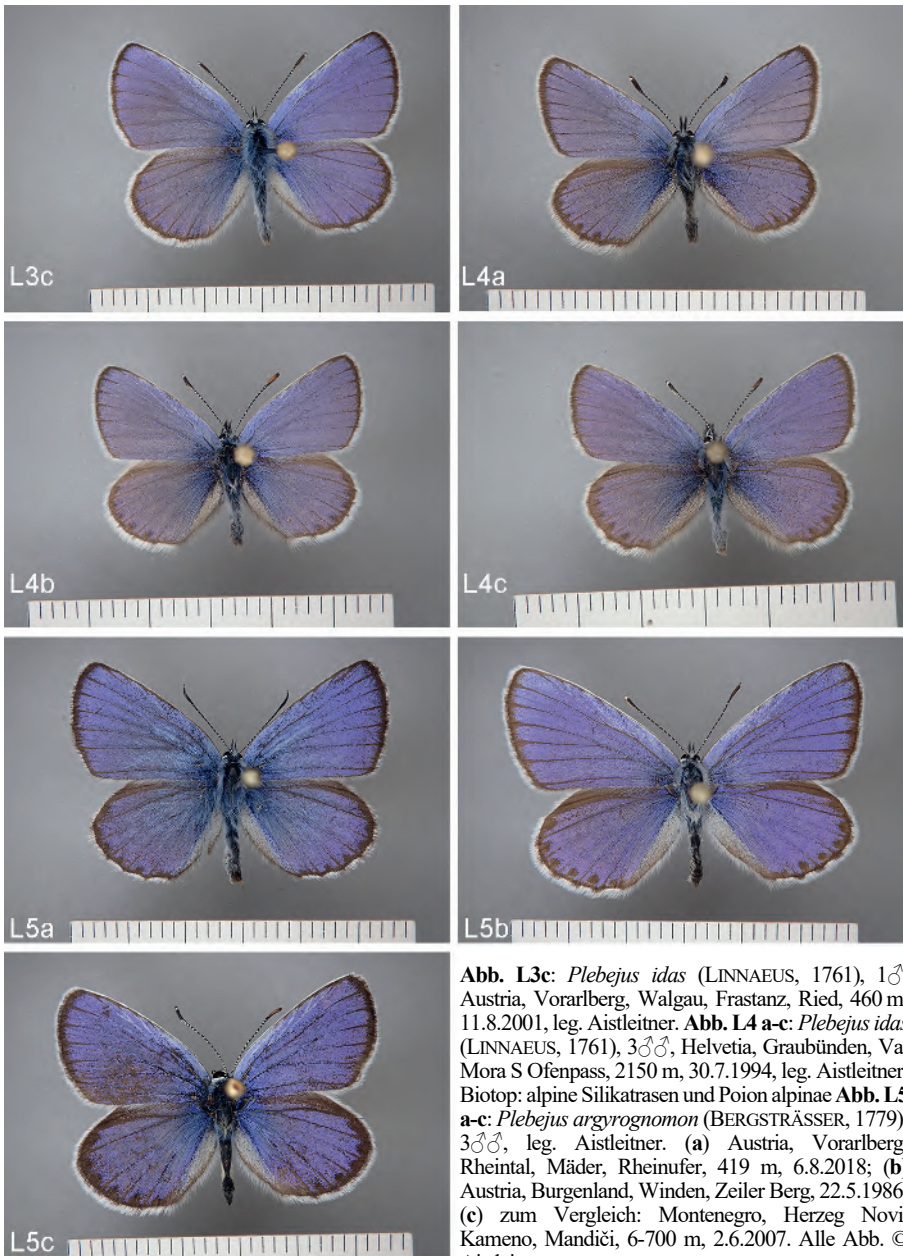 L3c
L4a
L4b
L4c
L5a
L5b
L5c
Abb. L3c: Plebejus idas (LINNAEUS, 1761), 1♂
Austria, Vorarlberg, Walgau, Frastanz, Ried, 460 m
11.8.2001, leg. Aistleitner. Abb. L4 a-c: Plebejus idas
(LINNAEUS, 1761), 3♂♂, Helvetia, Graubünden, Va
Mora S Ofenpass, 2150 m, 30.7.1994, leg. Aistleitner
Biotop: alpine Silikatrasen und Poion alpinae Abb. L5
a-c: Plebejus argyrognomon (BERGSTRÄSSER, 1779)
3♂♂, leg. Aistleitner. (a) Austria, Vorarlberg
Rheintal, Mäder, Rheinufer, 419 m, 6.8.2018; (b)
Austria, Burgenland, Winden, Zeiler Berg, 22.5.1986
(c) zum Vergleich: Montenegro, Herzeg Novi
Kameno, Mandiči, 6-700 m, 2.6.2007. Alle Abb. ©